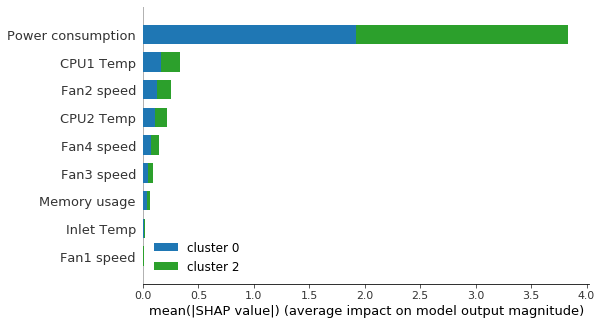 Power consumption
CPU1 Temp
Fan2 speed
CPU2 Temp
Fan4 speed
Fan3 speed
Memory usage
Inlet Temp
Fan1 speed
cluster 0
cluster 2
0.0 0.5 1.0 1.5 2.0 2.5 3.0 3.5 4.0
mean(|SHAP value|) (average impact on model output magnitude)